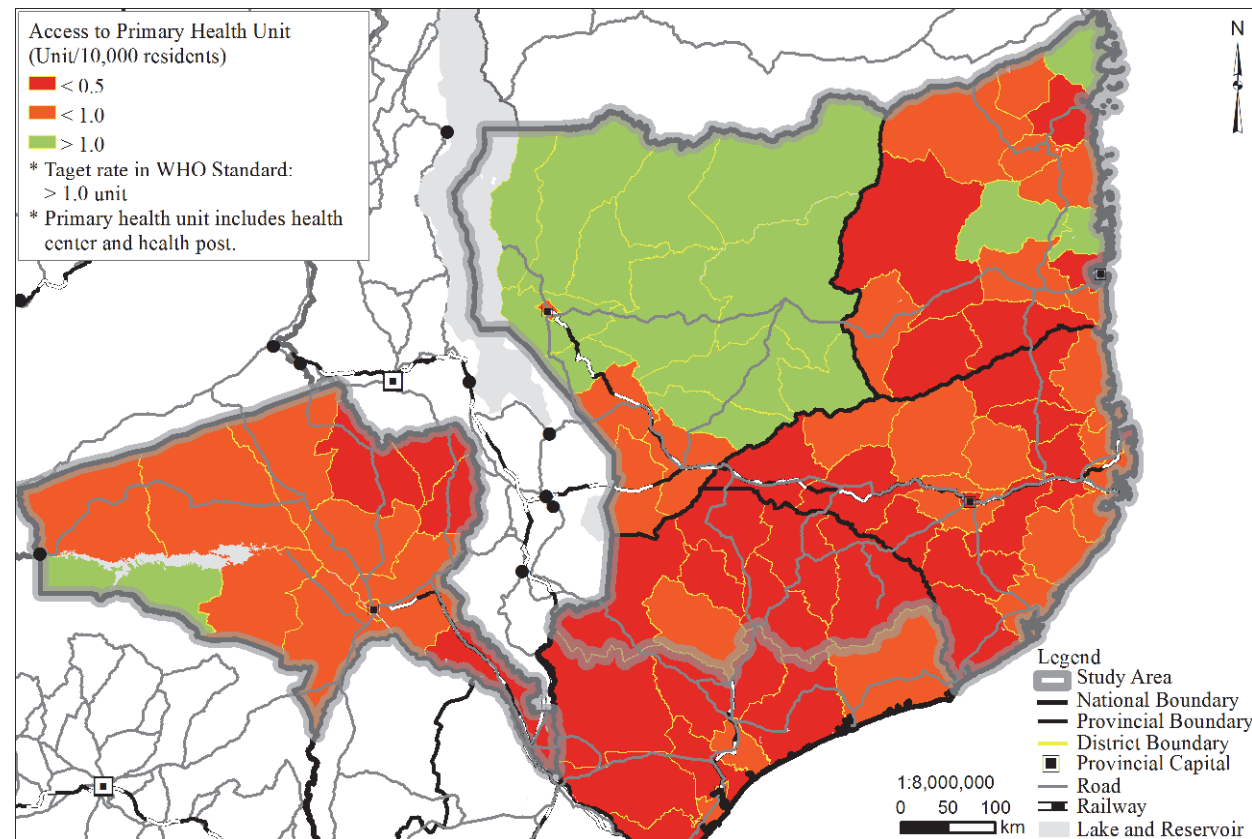 Access to Primary Health Unit
(Unit/10,000 residents)
< 0.5
< 1.0
> 1.0
* Taget rate in WHO Standard:
> 1.0 unit
* Primary health unit includes health
center and health post.
N
Legend
Study Area
National Boundary
Provincial Boundary
District Boundary
Provincial Capital
Road
Railway
Lake and Reservoir
1:8,000,000
0 50 100
km